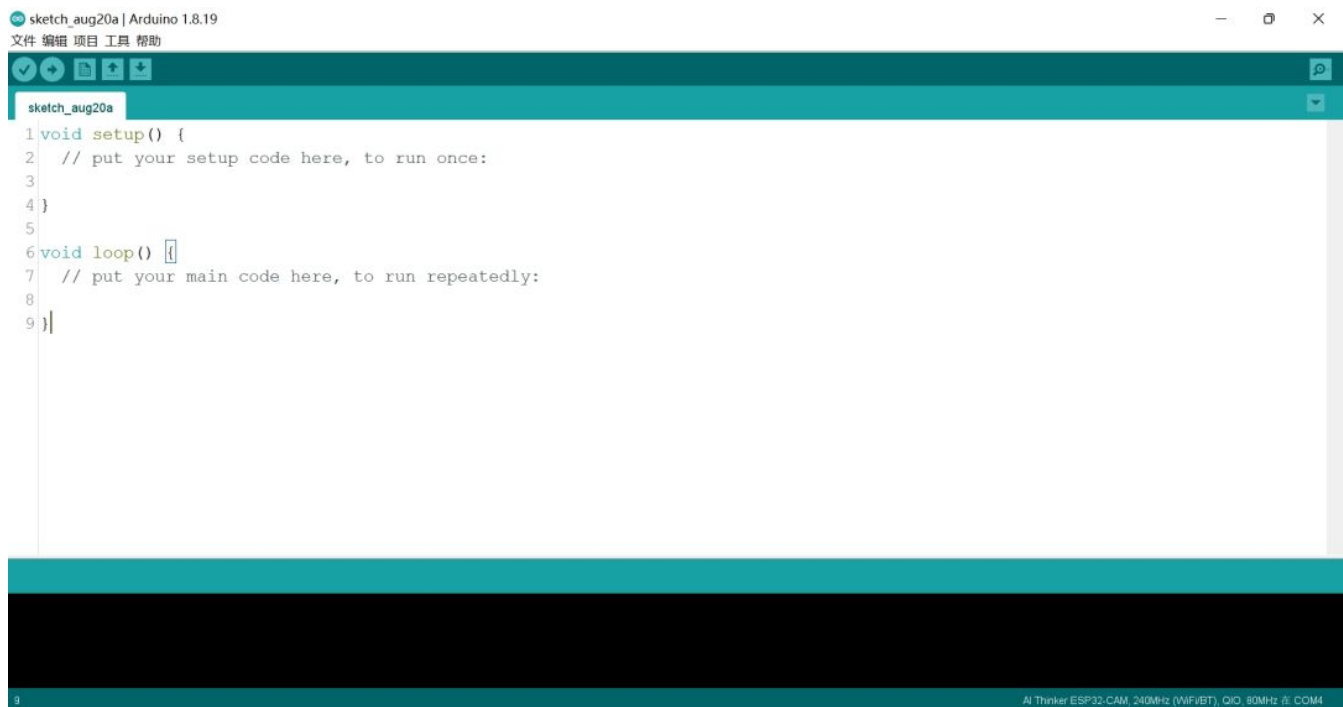 sketch_aug20a | Arduino 1.8.19
文件 编辑 项目 工具 帮助
sketch_aug20a
1 void setup() {
2 // put your setup code here, to run once:
3
4 }
5
6 void loop() {
7 // put your main code here, to run repeatedly:
8
9 }
9
AI Thinker ESP32-CAM, 240MHz (WiFi/BT), QIO, 80MHz 在 COM4